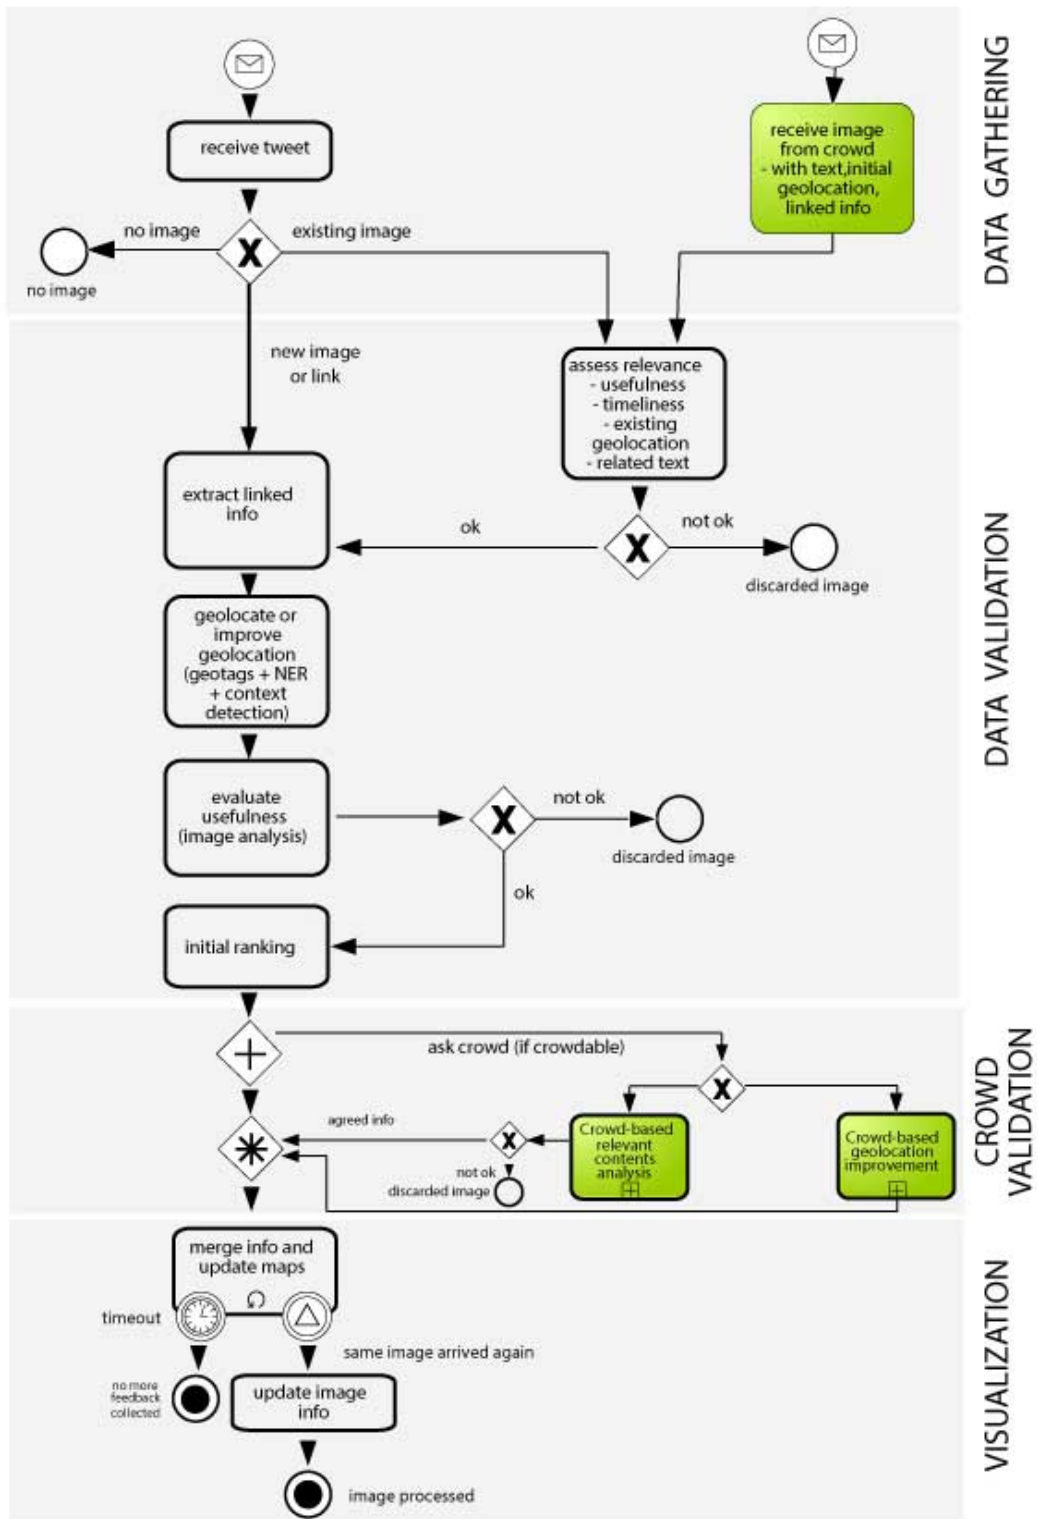 receive tweet
receive image
from crowd
- with text,initial
geolocation,
linked info
DATA GATHERING
no image
existing image
no image
new image
or link
assess relevance
- usefulness
- timeliness
- existing
geolocation
- related text
extract linked
info
ok
not ok
discarded image
DATA VALIDATION
geolocate or
improve
geolocation
(geotags + NER
+ context
detection)
evaluate
usefulness
(image analysis)
not ok
discarded image
ok
initial ranking
ask crowd (if crowdable)
CROWD
VALIDATION
agreed info
Crowd-based
relevant
contents
analysis
Crowd-based
geolocation
improvement
not ok
discarded image
merge info and
update maps
timeout
same image arrived again
no more
feedback
collected
update image
info
VISUALIZATION
image processed